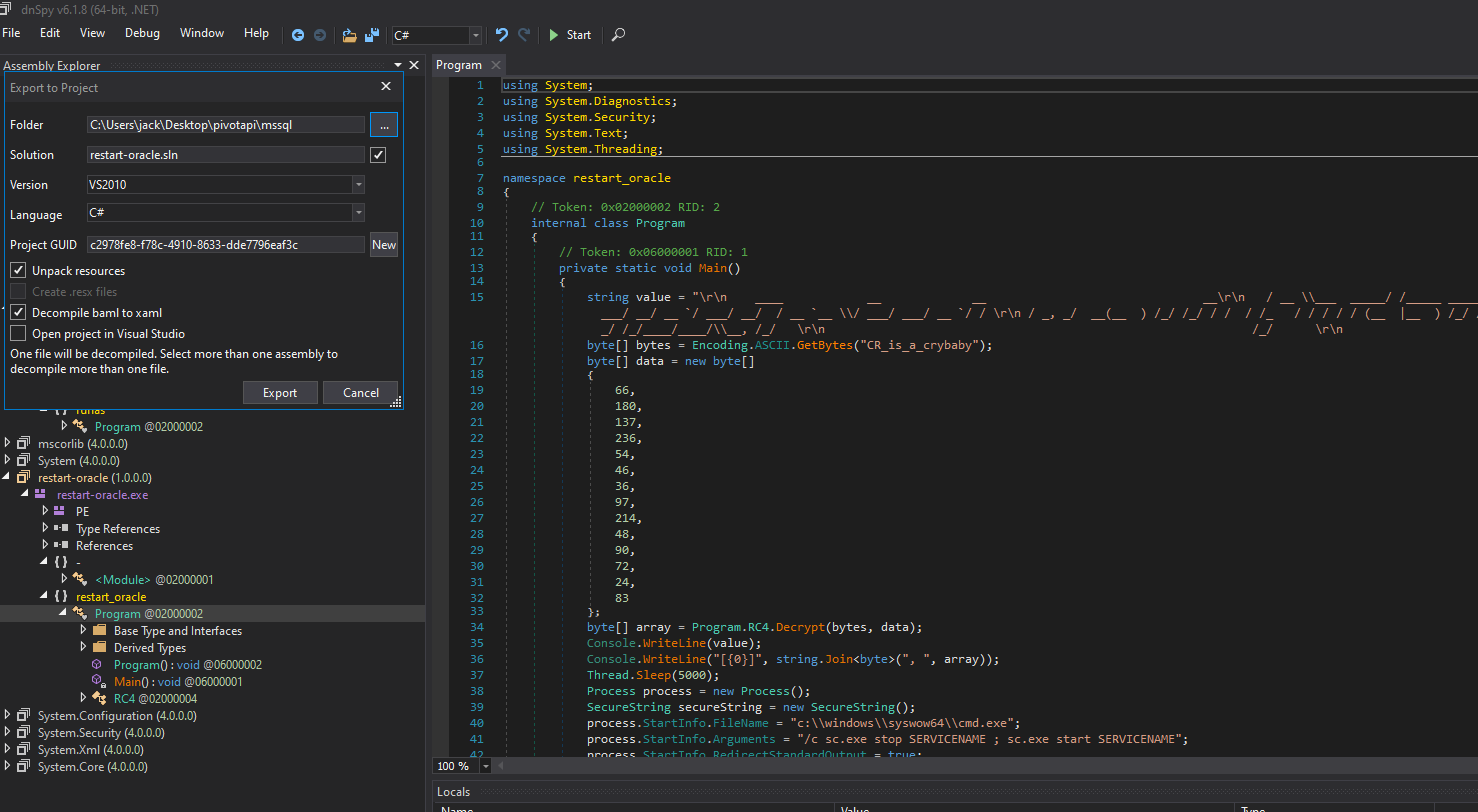 dnSpy v6.1.8 (64-bit, .NET)
File Edit View Debug Window Help C# Start
Assembly Explorer
Export to Project
Folder C:\Users\jack\Desktop\pivotapi\mssql ...
Solution restart-oracle.sln
Version VS2010
Language C#
Project GUID c2978fe8-f78c-4910-8633-dde7796eaf3c New
Unpack resources
Create .resx files
Decompile baml to xaml
Open project in Visual Studio
One file will be decompiled. Select more than one assembly to
decompile more than one file.
Export Cancel
runas
Program @02000002
mscorlib (4.0.0.0)
System (4.0.0.0)
restart-oracle (1.0.0.0)
restart-oracle.exe
PE
Type References
References
{ } -
<Module> @02000001
{ } restart_oracle
Program @02000002
Base Type and Interfaces
Derived Types
Program() : void @06000002
Main() : void @06000001
RC4 @02000004
System.Configuration (4.0.0.0)
System.Security (4.0.0.0)
System.Xml (4.0.0.0)
System.Core (4.0.0.0)
Program
1 using System;
2 using System.Diagnostics;
3 using System.Security;
4 using System.Text;
5 using System.Threading;
6
7 namespace restart_oracle
8 {
9 // Token: 0x02000002 RID: 2
10 internal class Program
11 {
12 // Token: 0x06000001 RID: 1
13 private static void Main()
14 {
15 string value = "\r\n ____ __ __ __\r\n / __ \\___ _____/ /_____ ____
___/ __/ __ `/ ___/ __/ / __ `__ \\/ ___/ ___/ __ `/ / \r\n / _, _/ __(__ ) /_/ /_/ / / / /_ / / / / / (__ |__ ) /_/ /
_/ /_/____/____/\\__, /_/ \r\n /_/ \r\n
16 byte[] bytes = Encoding.ASCII.GetBytes("CR_is_a_crybaby");
17 byte[] data = new byte[]
18 {
19 66,
20 180,
21 137,
22 236,
23 54,
24 46,
25 36,
26 97,
27 214,
28 48,
29 90,
30 72,
31 24,
32 83
33 };
34 byte[] array = Program.RC4.Decrypt(bytes, data);
35 Console.WriteLine(value);
36 Console.WriteLine("[{0}]", string.Join<byte>(", ", array));
37 Thread.Sleep(5000);
38 Process process = new Process();
39 SecureString secureString = new SecureString();
40 process.StartInfo.FileName = "c:\\windows\\syswow64\\cmd.exe";
41 process.StartInfo.Arguments = "/c sc.exe stop SERVICENAME ; sc.exe start SERVICENAME";
42 process.StartInfo.RedirectStandardOutput = true;
100 %
Locals
Name Value Type